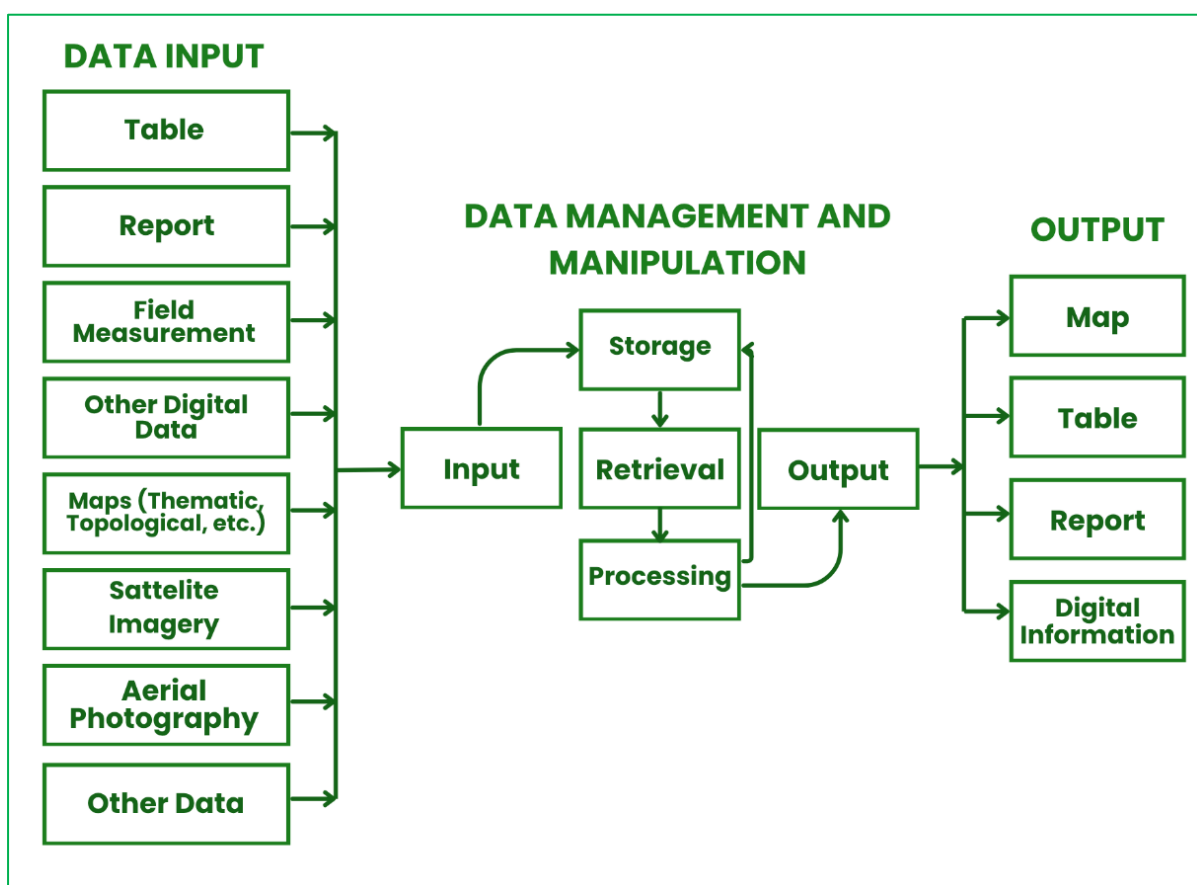 DATA INPUT
Table
Report
Field
Measurement
Other Digital
Data
Maps (Thematic,
Topological, etc.)
Sattelite
Imagery
Aerial
Photography
Other Data
DATA MANAGEMENT AND
MANIPULATION
Input
Storage
Retrieval
Processing
Output
OUTPUT
Map
Table
Report
Digital
Information